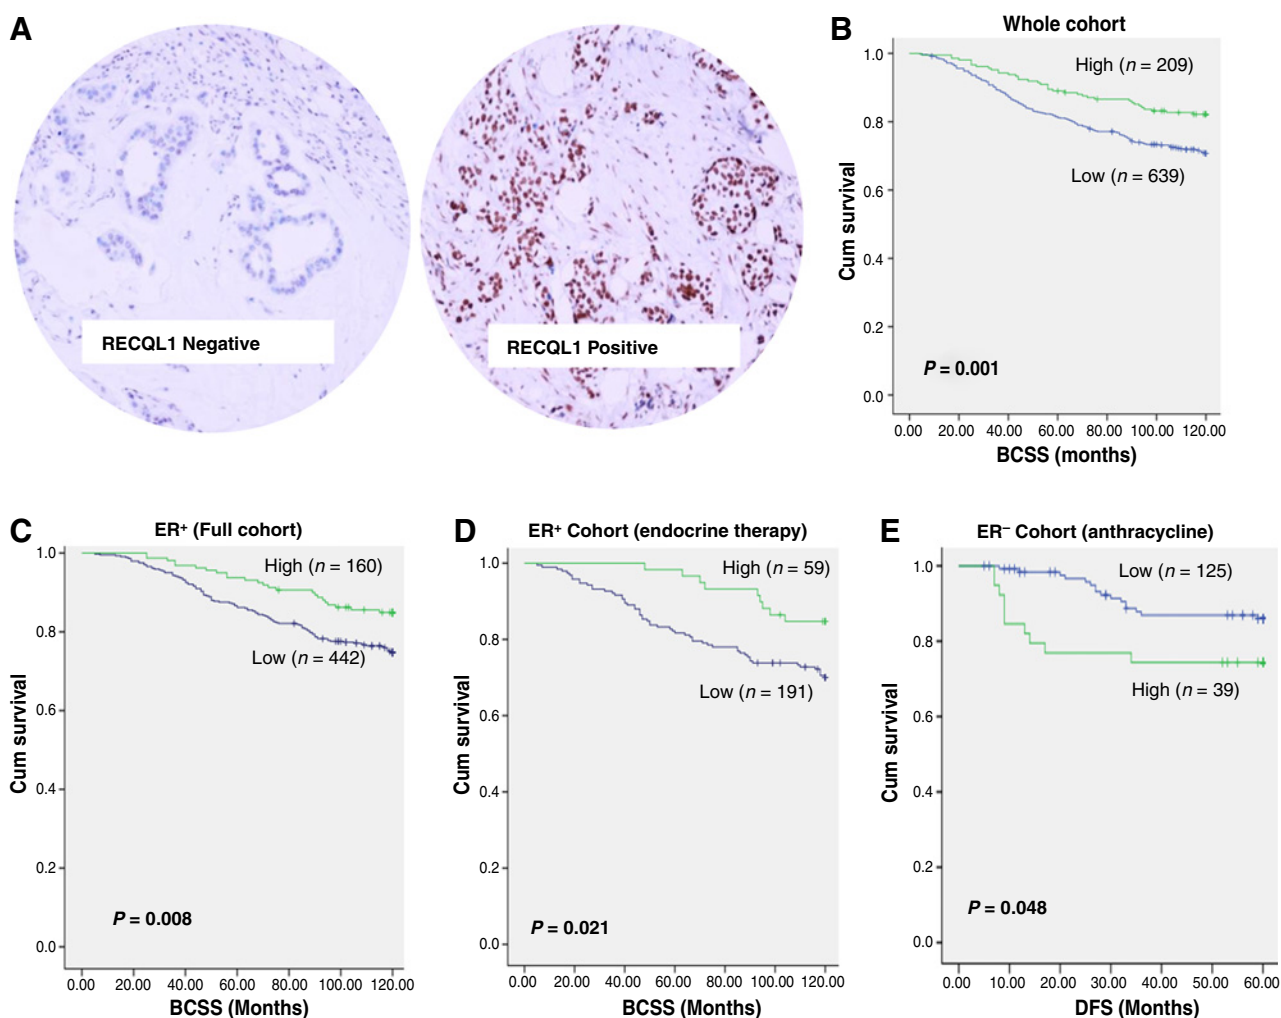 A
RECQL1 Negative
RECQL1 Positive
B
Whole cohort
1.0
0.8
0.6
0.4
0.2
0.0
Cum survival
High (n = 209)
Low (n = 639)
P = 0.001
0.00 20.00 40.00 60.00 80.00 100.00 120.00
BCSS (months)
C
ER⁺ (Full cohort)
1.0
0.8
0.6
0.4
0.2
0.0
Cum survival
High (n = 160)
Low (n = 442)
P = 0.008
0.00 20.00 40.00 60.00 80.00 100.00 120.00
BCSS (Months)
D
ER⁺ Cohort (endocrine therapy)
1.0
0.8
0.6
0.4
0.2
0.0
Cum survival
High (n = 59)
Low (n = 191)
P = 0.021
0.00 20.00 40.00 60.00 80.00 100.00 120.00
BCSS (Months)
E
ER⁻ Cohort (anthracycline)
1.0
0.8
0.6
0.4
0.2
0.0
Cum survival
Low (n = 125)
High (n = 39)
P = 0.048
0.00 10.00 20.00 30.00 40.00 50.00 60.00
DFS (Months)